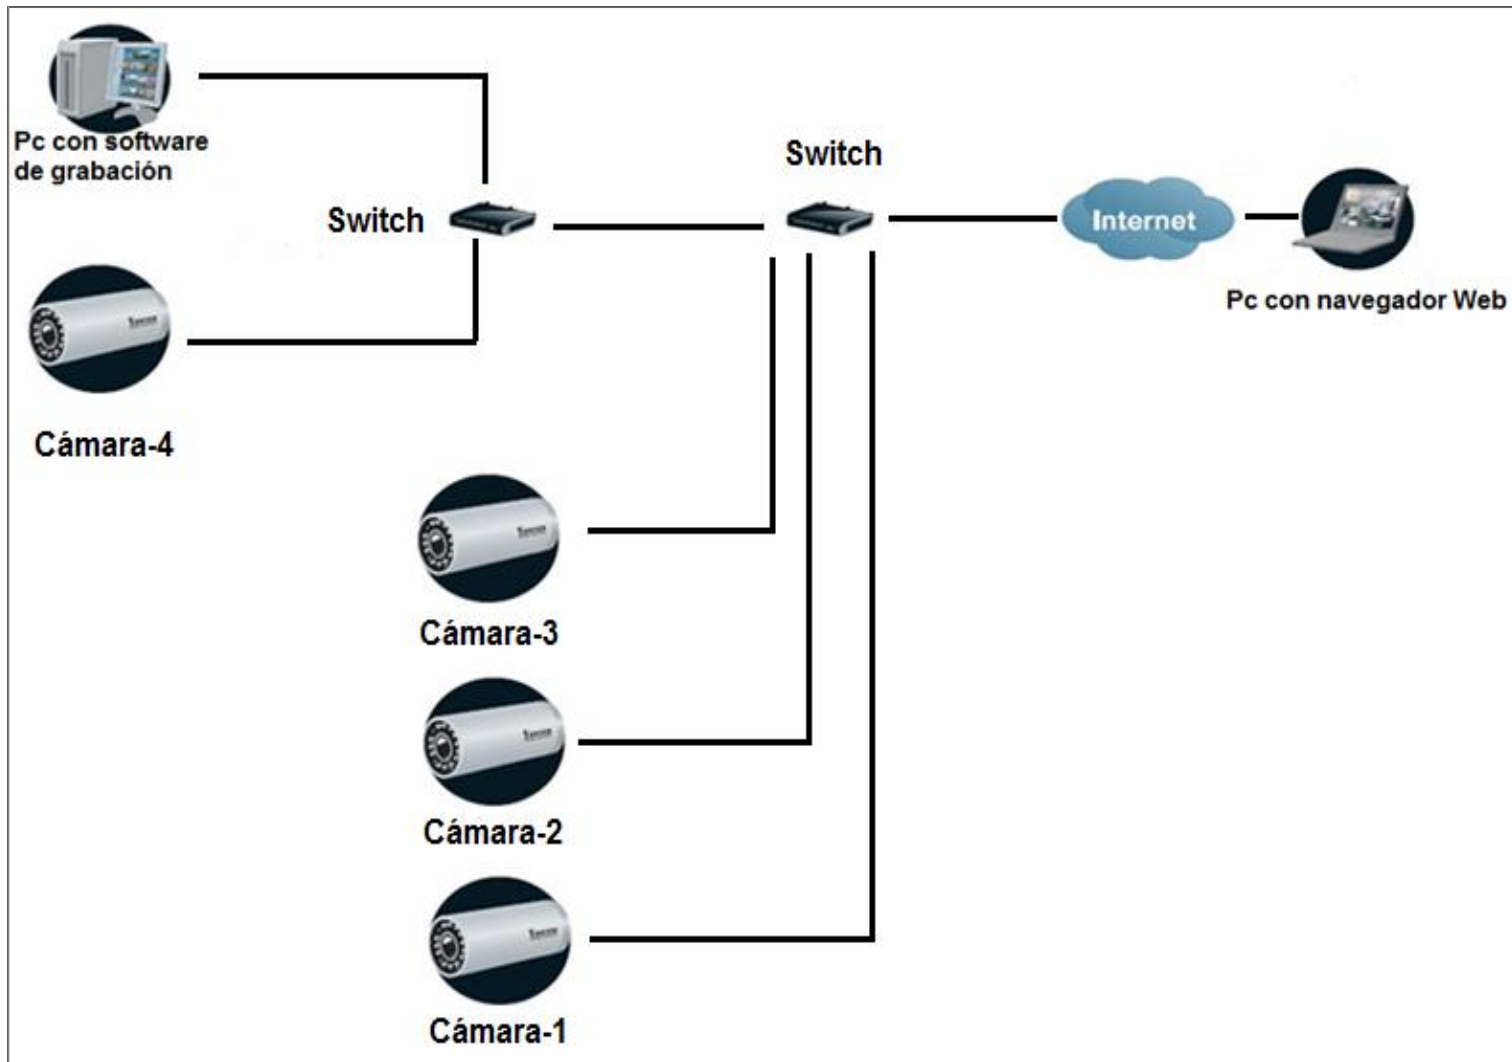 Pc con software
de grabación
Switch
Switch
Internet
Pc con navegador Web
Cámara-4
Cámara-3
Cámara-2
Cámara-1